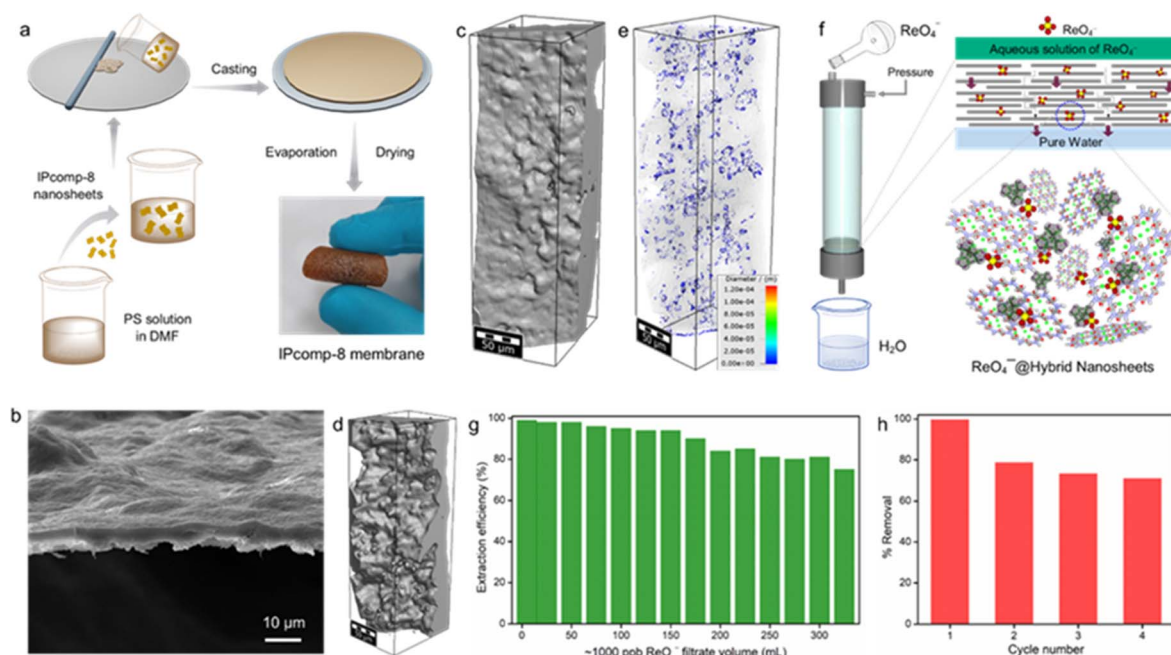 a
Casting
Evaporation
Drying
IPcomp-8
nanosheets
PS solution
in DMF
IPcomp-8 membrane
b
10 µm
c
50 µm
d
e
Diameter / (m)
1.20e-04
1.00e-04
8.00e-05
6.00e-05
4.00e-05
2.00e-05
0.00e+00
50 µm
f
ReO₄⁻
Pressure
H₂O
ReO₄⁻
Aqueous solution of ReO₄⁻
Pure Water
ReO₄⁻@Hybrid Nanosheets
g
Extraction efficiency (%)
100
80
60
40
20
0
0 50 100 150 200 250 300
~1000 ppb ReO₄⁻ filtrate volume (mL)
h
% Removal
100
80
60
40
20
0
1 2 3 4
Cycle number